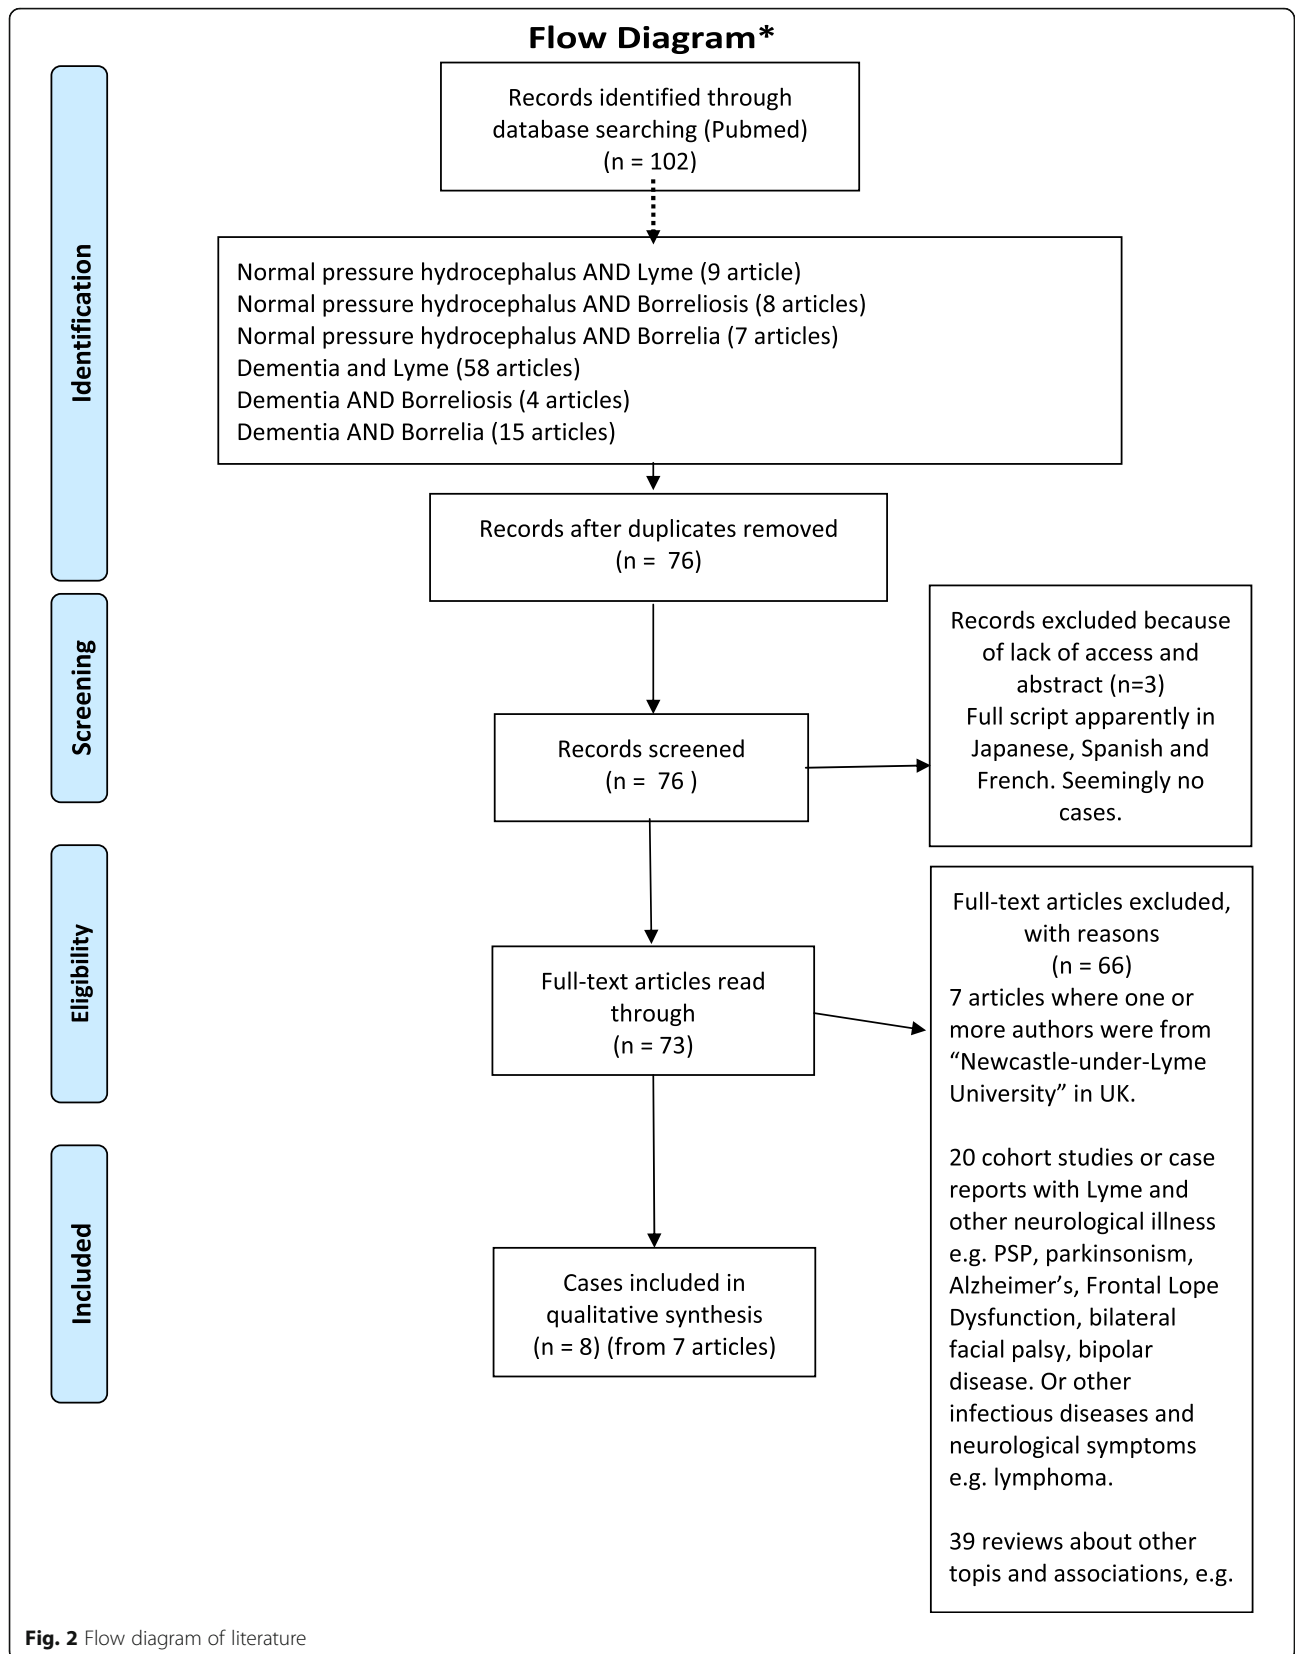 Flow Diagram*
Identification
Records identified through
database searching (Pubmed)
(n = 102)
Normal pressure hydrocephalus AND Lyme (9 article)
Normal pressure hydrocephalus AND Borreliosis (8 articles)
Normal pressure hydrocephalus AND Borrelia (7 articles)
Dementia and Lyme (58 articles)
Dementia AND Borreliosis (4 articles)
Dementia AND Borrelia (15 articles)
Records after duplicates removed
(n = 76)
Screening
Records screened
(n = 76 )
Records excluded because
of lack of access and
abstract (n=3)
Full script apparently in
Japanese, Spanish and
French. Seemingly no
cases.
Eligibility
Full-text articles read
through
(n = 73)
Full-text articles excluded,
with reasons
(n = 66)
7 articles where one or
more authors were from
“Newcastle-under-Lyme
University” in UK.
20 cohort studies or case
reports with Lyme and
other neurological illness
e.g. PSP, parkinsonism,
Alzheimer’s, Frontal Lope
Dysfunction, bilateral
facial palsy, bipolar
disease. Or other
infectious diseases and
neurological symptoms
e.g. lymphoma.
39 reviews about other
topis and associations, e.g.
Included
Cases included in
qualitative synthesis
(n = 8) (from 7 articles)
Fig. 2 Flow diagram of literature